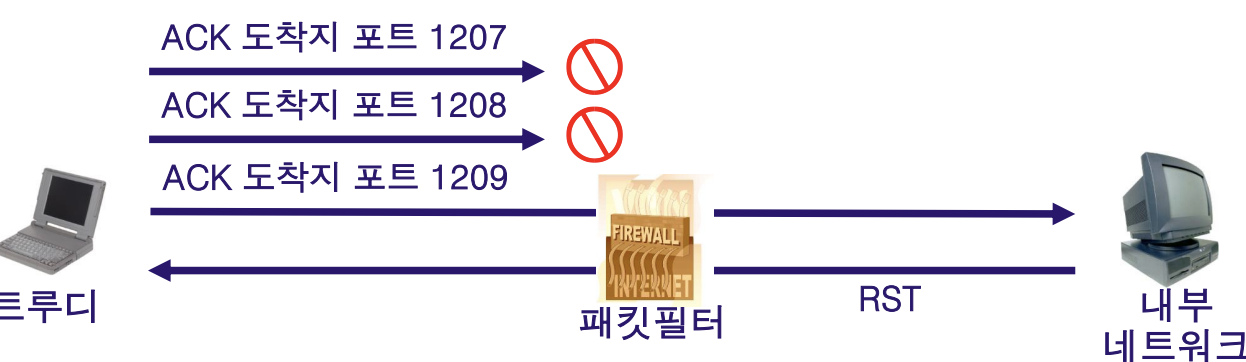 ACK 도착지 포트 1207
ACK 도착지 포트 1208
ACK 도착지 포트 1209
FIREWALL
INTERNET
RST
트루디
패킷필터
내부
네트워크